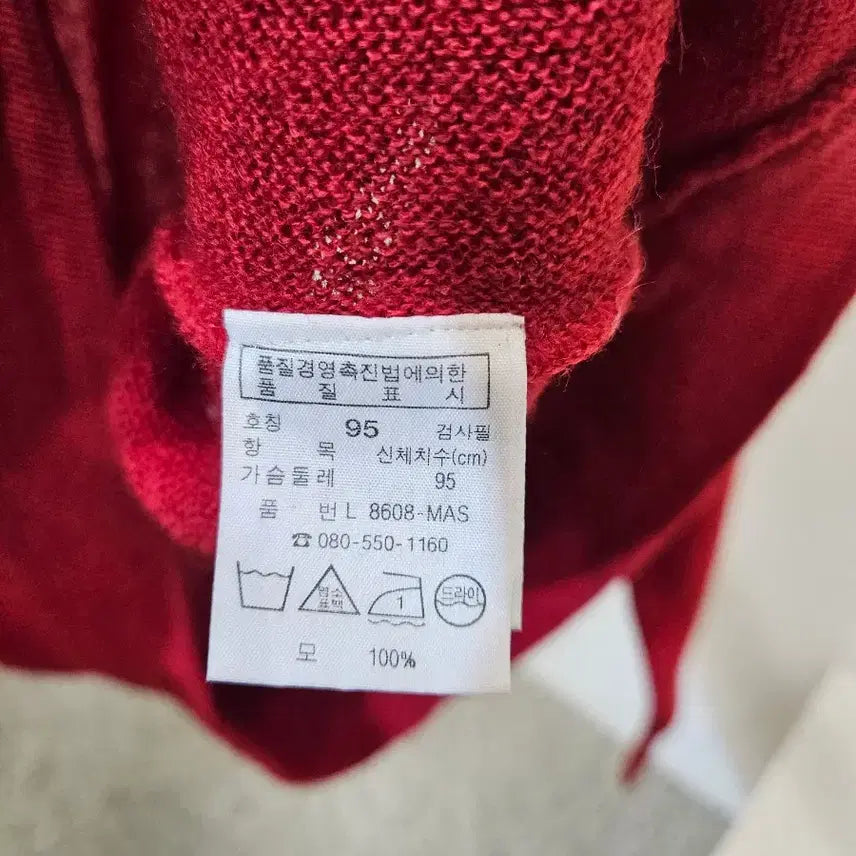 품질경영촉진법에의한
품 질 표 시
호칭 95 검사필
항 목 신체치수(cm)
가슴둘레 95
품 번 L 8608-MAS
☎ 080-550-1160
염소 표백 1 드라이
모 100%